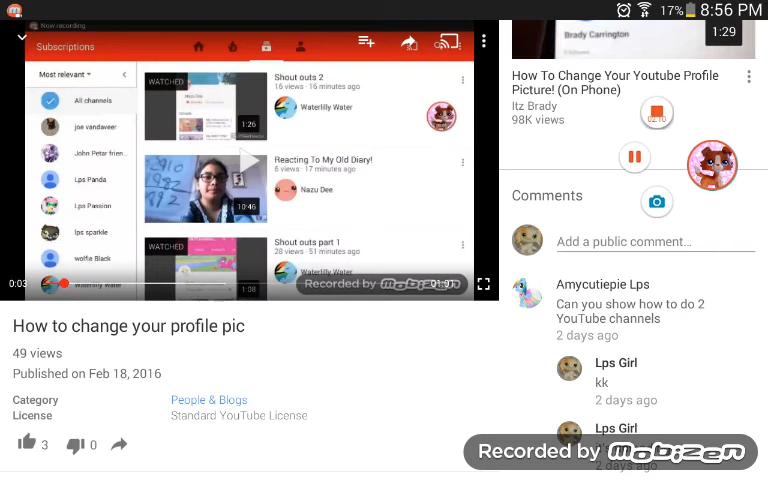 17% 8:56 PM
Now recording
Subscriptions
Most relevant
All channels
joe vandaveer
John Petar frien...
Lps Panda
Lps Passion
lps sparkle
wolfie Black
Waterlilly Water
WATCHED
1:26
Shout outs 2
16 views · 16 minutes ago
Waterlilly Water
10:46
Reacting To My Old Diary!
6 views · 17 minutes ago
Nazu Dee
WATCHED
1:08
Shout outs part 1
28 views · 51 minutes ago
Waterlilly Water
0:03
01:01
Recorded by mobizen
How to change your profile pic
49 views
Published on Feb 18, 2016
Category People & Blogs
License Standard YouTube License
3 0
Brady Carrington
1:29
How To Change Your Youtube Profile
Picture! (On Phone)
Itz Brady
98K views
02:10
Comments
Add a public comment...
Amycutiepie Lps
Can you show how to do 2
YouTube channels
2 days ago
Lps Girl
kk
2 days ago
Lps Girl
2 days ago
Recorded by mobizen